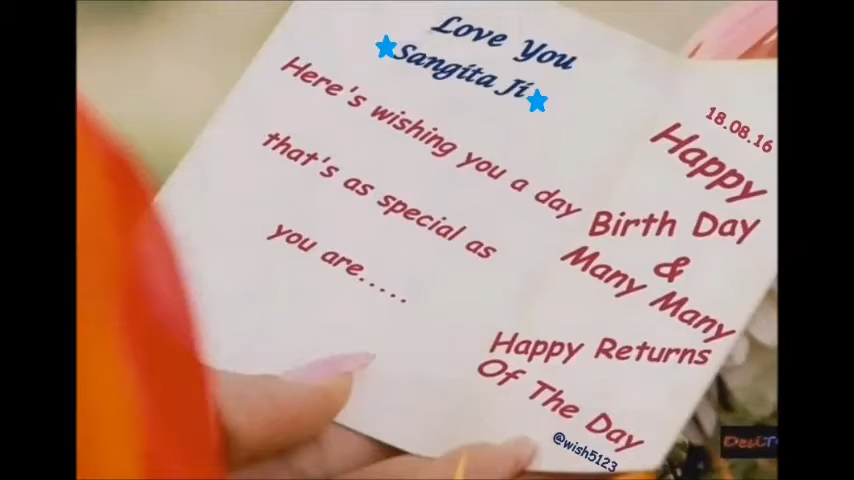 Love You
Sangita Ji
Here's wishing you a day
that's as special as
you are.....
18.08.16
Happy
Birth Day
&
Many Many
Happy Returns
Of The Day
@wish5123